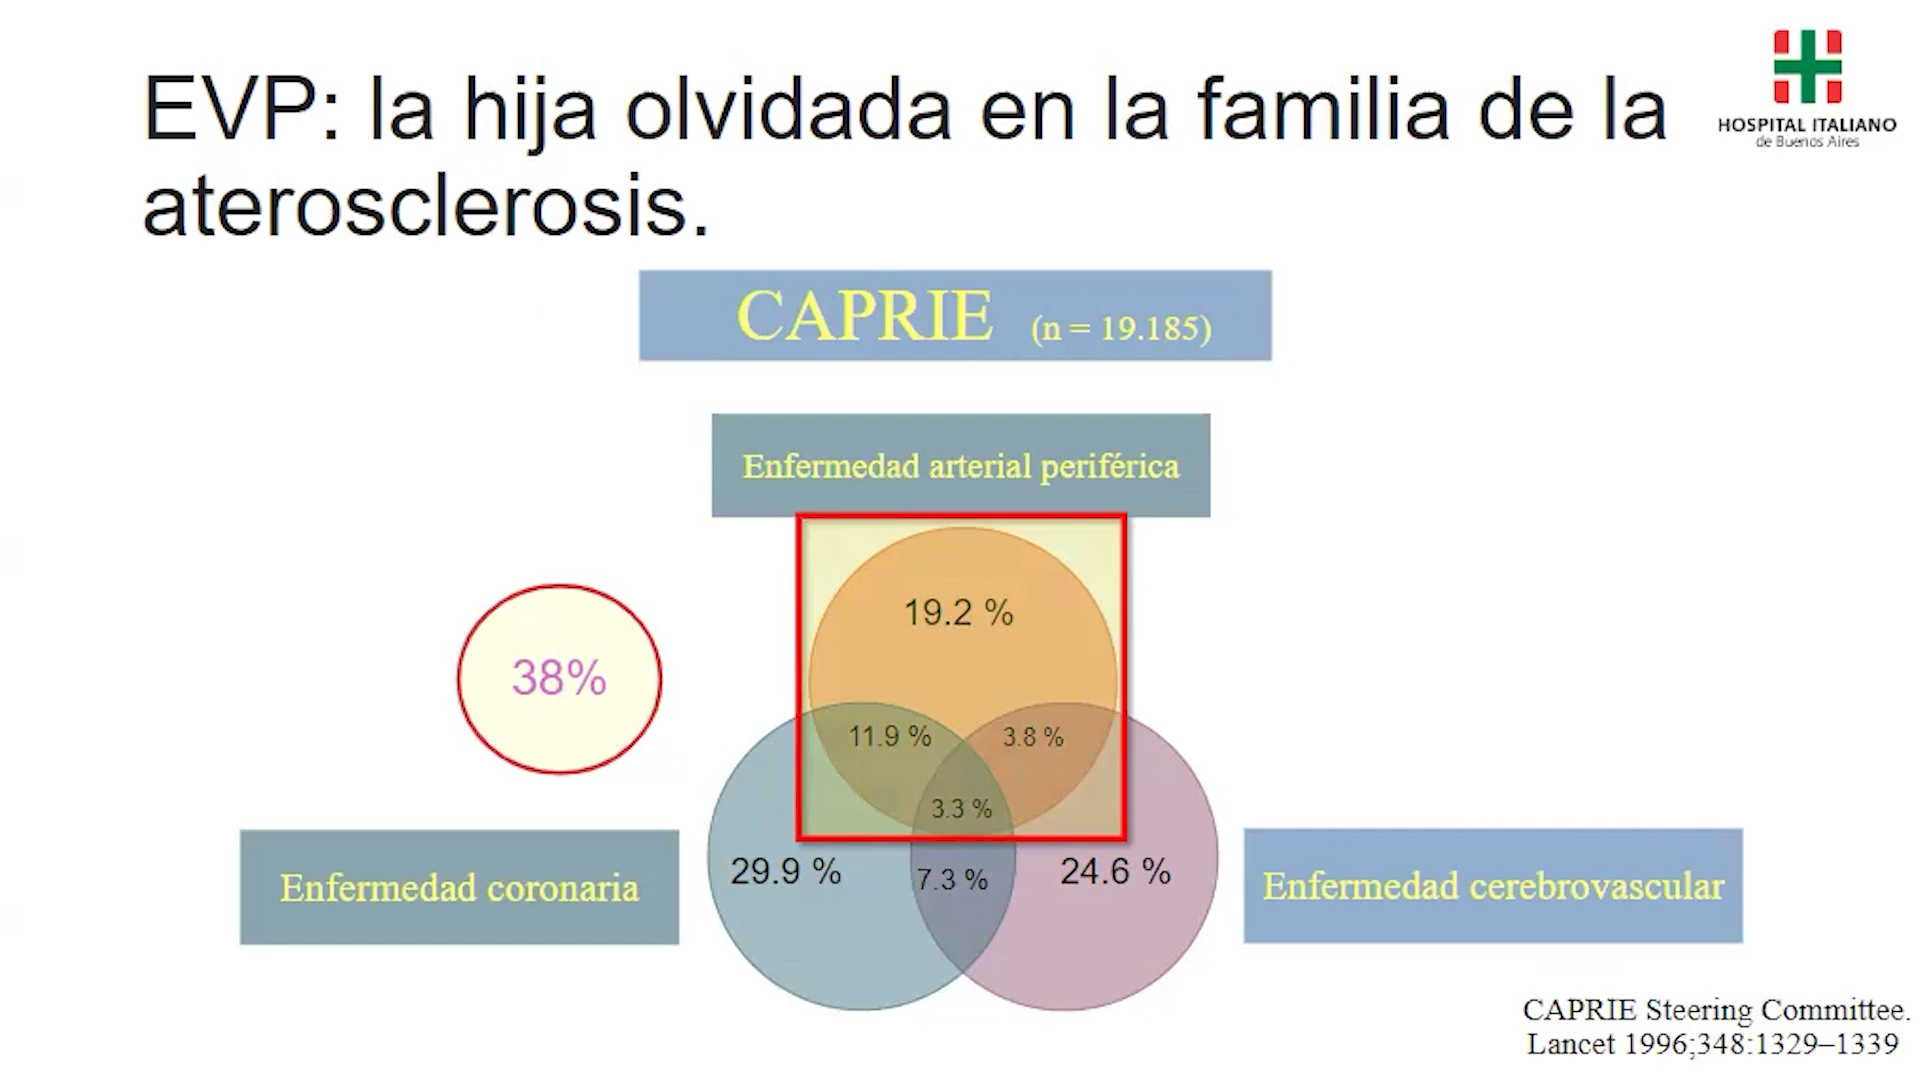 EVP: la hija olvidada en la familia de la
aterosclerosis.
HOSPITAL ITALIANO
de Buenos Aires
CAPRIE (n = 19.185)
Enfermedad arterial periférica
19.2 %
38%
11.9 %
3.8 %
3.3 %
29.9 %
7.3 %
24.6 %
Enfermedad coronaria
Enfermedad cerebrovascular
CAPRIE Steering Committee.
Lancet 1996;348:1329–1339